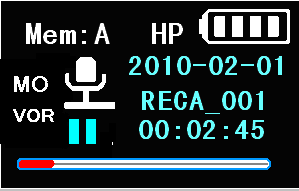 Mem:A HP
2010-02-01
MO
RECA_001
VOR
00:02:45